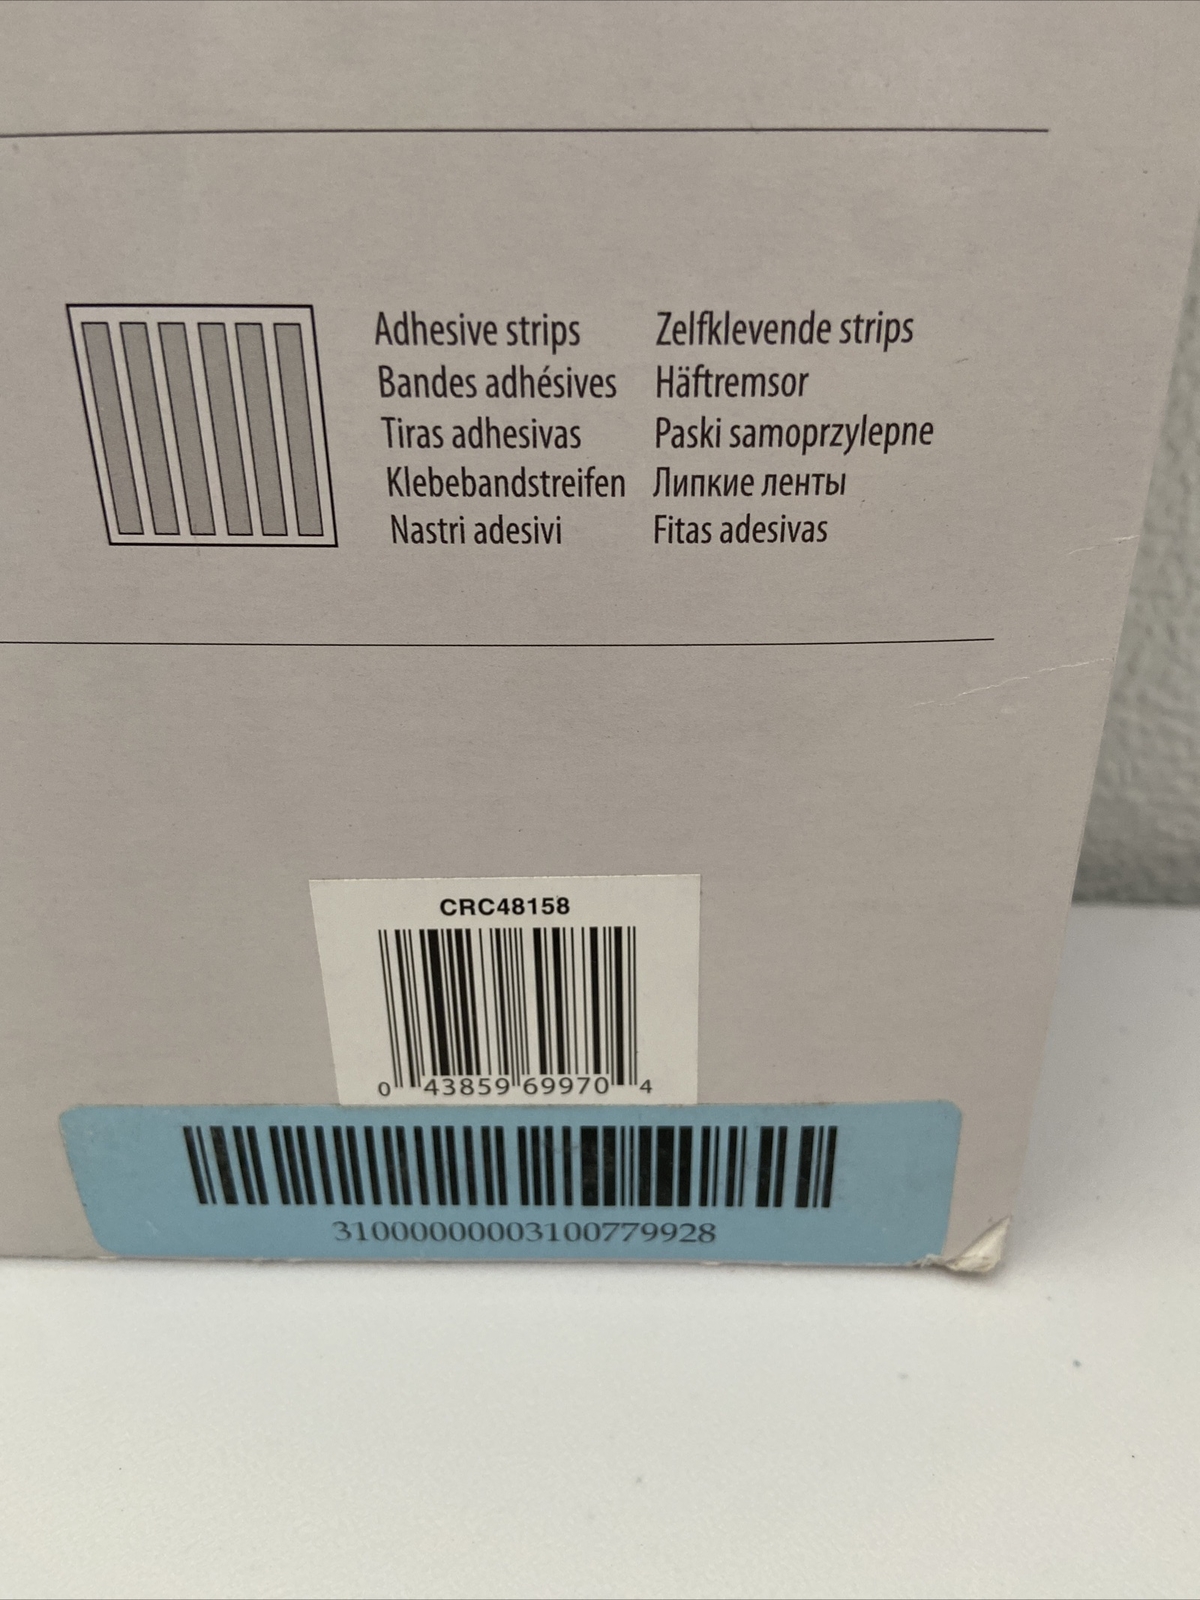 Adhesive strips
Bandes adhésives
Tiras adhesivas
Klebebandstreifen
Nastri adesivi
Zelfklevende strips
Häftremsor
Paski samoprzylepne
Липкие ленты
Fitas adesivas
CRC48158
0 43859 69970 4
31000000003100779928